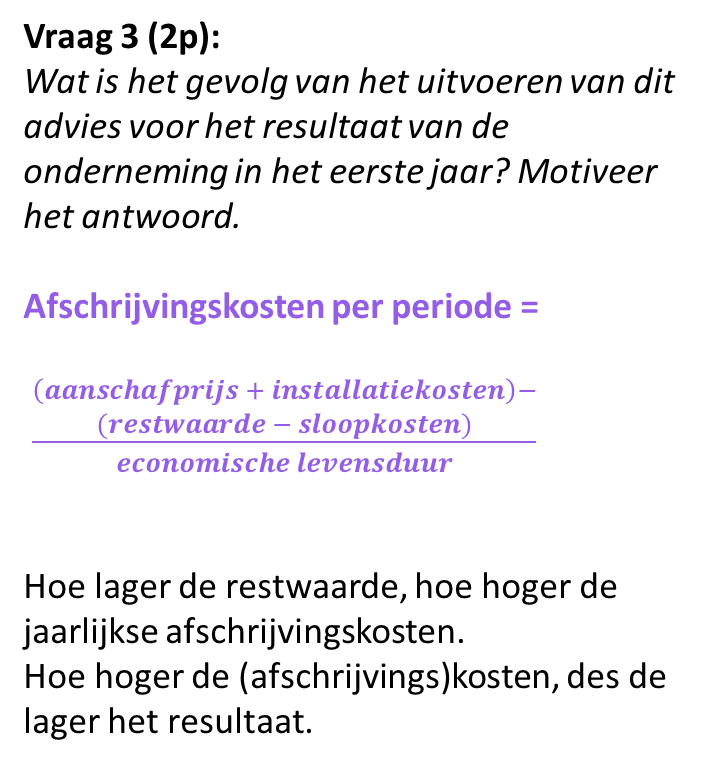 Vraag 3 (2p):
Wat is het gevolg van het uitvoeren van dit
advies voor het resultaat van de
onderneming in het eerste jaar? Motiveer
het antwoord.
Afschrijvingskosten per periode =
(aanschafprijs + installatiekosten)−
(restwaarde − sloopkosten)
economische levensduur
Hoe lager de restwaarde, hoe hoger de
jaarlijkse afschrijvingskosten.
Hoe hoger de (afschrijvings)kosten, des de
lager het resultaat.